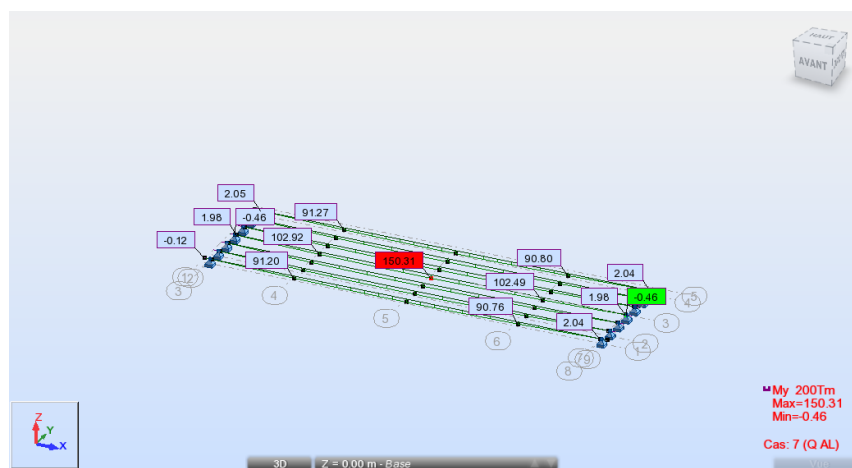 HAUT
AVANT
2.05
91.27
1.98
-0.46
-0.12
102.92
91.20
150.31
90.80
2.04
102.49
1.98
-0.46
90.76
2.04
1
2
3
4
5
6
7
9
8
1
2
3
4
5
My 200Tm
Max=150.31
Min=-0.46
Cas: 7 (Q AL)
Z
Y
X
3D
Z = 0.00 m - Base